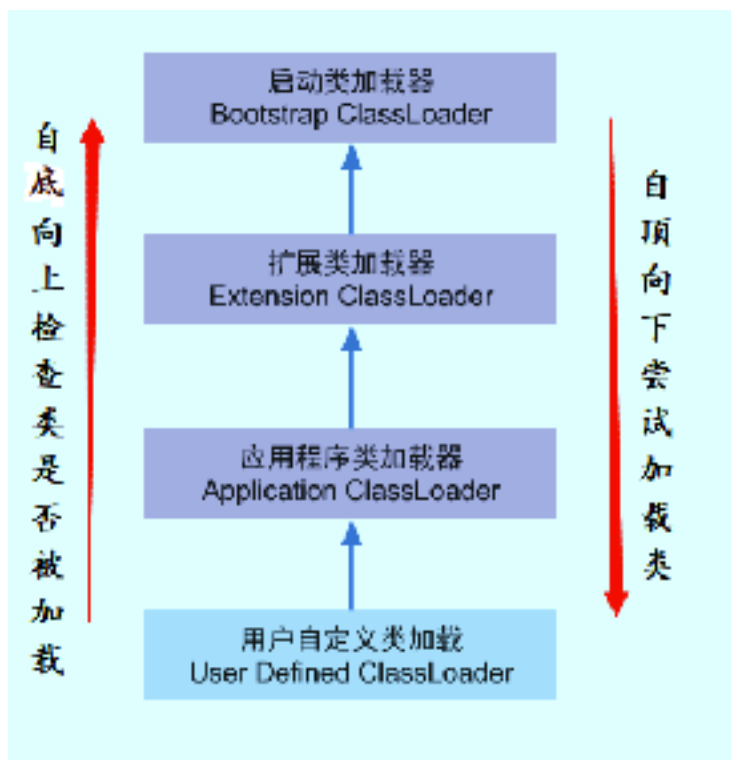 启动类加载器
Bootstrap ClassLoader
自底向上检查类是否被加载
扩展类加载器
Extension ClassLoader
自顶向下尝试加载类
应用程序类加载器
Application ClassLoader
用户自定义类加载
User Defined ClassLoader